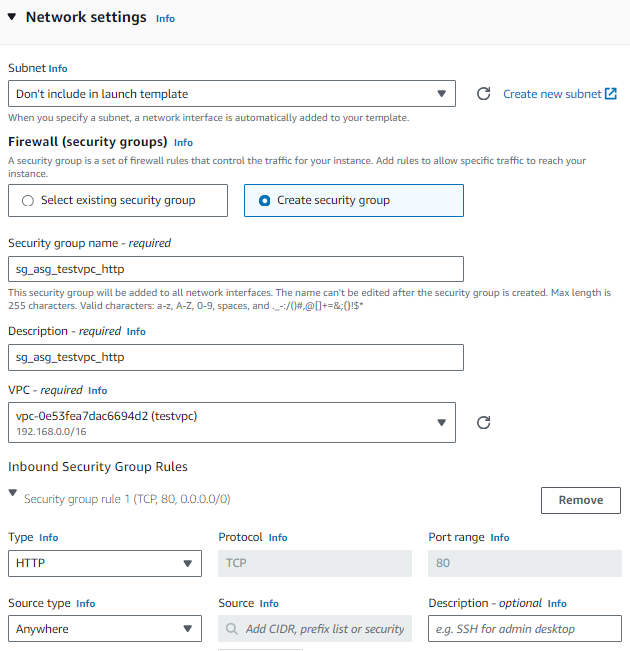 Network settings Info
Subnet Info
Don't include in launch template
Create new subnet
When you specify a subnet, a network interface is automatically added to your template.
Firewall (security groups) Info
A security group is a set of firewall rules that control the traffic for your instance. Add rules to allow specific traffic to reach your
instance.
Select existing security group
Create security group
Security group name - required
sg_asg_testvpc_http
This security group will be added to all network interfaces. The name can't be edited after the security group is created. Max length is
255 characters. Valid characters: a-z, A-Z, 0-9, spaces, and ._-:/()#,@[]+=&;{}!$*
Description - required Info
sg_asg_testvpc_http
VPC - required Info
vpc-0e53fea7dac6694d2 (testvpc)
192.168.0.0/16
Inbound Security Group Rules
Security group rule 1 (TCP, 80, 0.0.0.0/0)
Remove
Type Info
Protocol Info
Port range Info
HTTP
TCP
80
Source type Info
Source Info
Description - optional Info
Anywhere
Add CIDR, prefix list or security
e.g. SSH for admin desktop